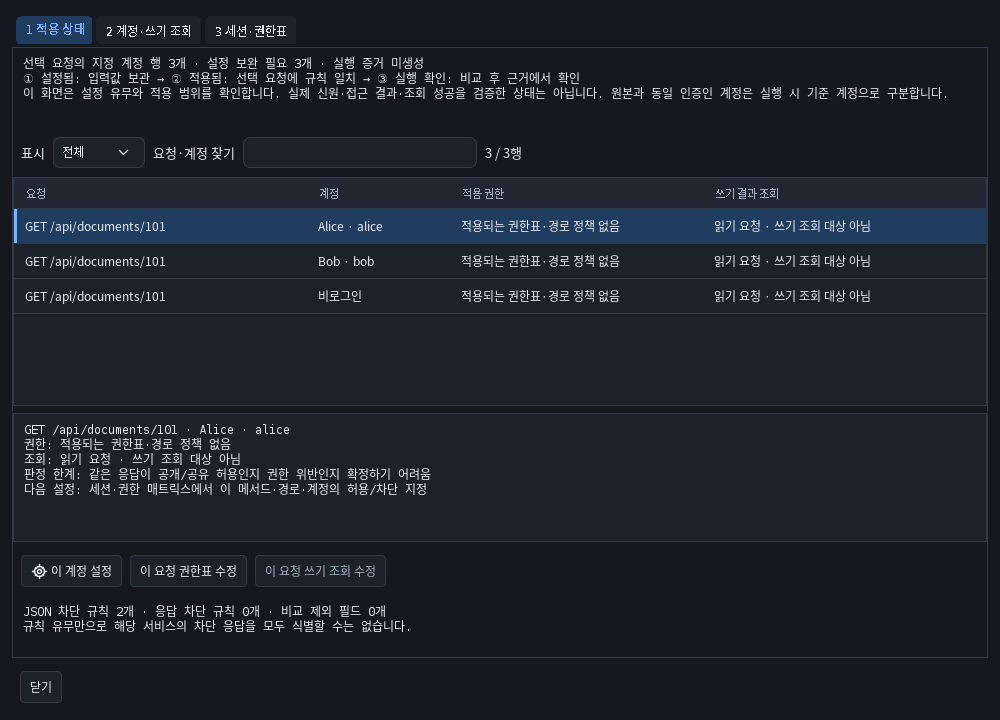 1 적용 상태
2 계정·쓰기 조회
3 세션·권한표
선택 요청의 지정 계정 행 3개 · 설정 보완 필요 3개 · 실행 증거 미생성
① 설정됨: 입력값 보관 → ② 적용됨: 선택 요청에 규칙 일치 → ③ 실행 확인: 비교 후 근거에서 확인
이 화면은 설정 유무와 적용 범위를 확인합니다. 실제 신원·접근 결과·조회 성공을 검증한 상태는 아닙니다. 원본과 동일 인증인 계정은 실행 시 기준 계정으로 구분합니다.
표시 전체 요청·계정 찾기 3 / 3행
요청 계정 적용 권한 쓰기 결과 조회
GET /api/documents/101 Alice · alice 적용되는 권한표·경로 정책 없음 읽기 요청 · 쓰기 조회 대상 아님
GET /api/documents/101 Bob · bob 적용되는 권한표·경로 정책 없음 읽기 요청 · 쓰기 조회 대상 아님
GET /api/documents/101 비로그인 적용되는 권한표·경로 정책 없음 읽기 요청 · 쓰기 조회 대상 아님
GET /api/documents/101 · Alice · alice
권한: 적용되는 권한표·경로 정책 없음
조회: 읽기 요청 · 쓰기 조회 대상 아님
판정 한계: 같은 응답이 공개/공유 허용인지 권한 위반인지 확정하기 어려움
다음 설정: 세션·권한 매트릭스에서 이 메서드·경로·계정의 허용/차단 지정
이 계정 설정
이 요청 권한표 수정
이 요청 쓰기 조회 수정
JSON 차단 규칙 2개 · 응답 차단 규칙 0개 · 비교 제외 필드 0개
규칙 유무만으로 해당 서비스의 차단 응답을 모두 식별할 수는 없습니다.
닫기